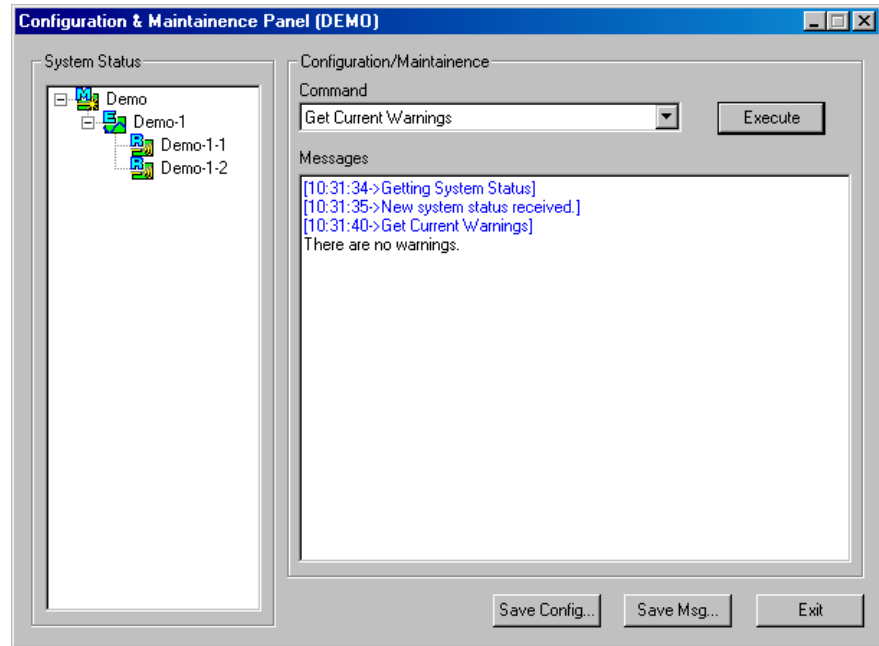 Configuration & Maintainence Panel (DEMO)
System Status
Demo
Demo-1
Demo-1-1
Demo-1-2
Configuration/Maintainence
Command
Get Current Warnings
Execute
Messages
[10:31:34->Getting System Status]
[10:31:35->New system status received.]
[10:31:40->Get Current Warnings]
There are no warnings.
Save Config...
Save Msg...
Exit